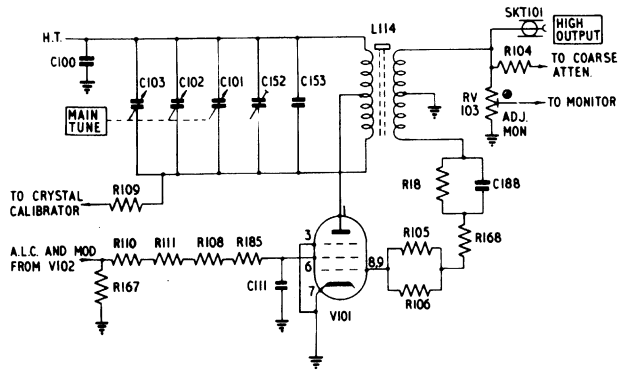 L114
SKT101
HIGH OUTPUT
H.T.
C100
C103
C102
C101
C152
C153
R104
TO COARSE ATTEN.
RV 103
TO MONITOR
ADJ. MON
MAIN TUNE
TO CRYSTAL CALIBRATOR
R109
R18
C188
A.L.C. AND MOD FROM V102
R110
R111
R108
R185
R167
C111
1
3
6
7
8,9
V101
R105
R106
R168